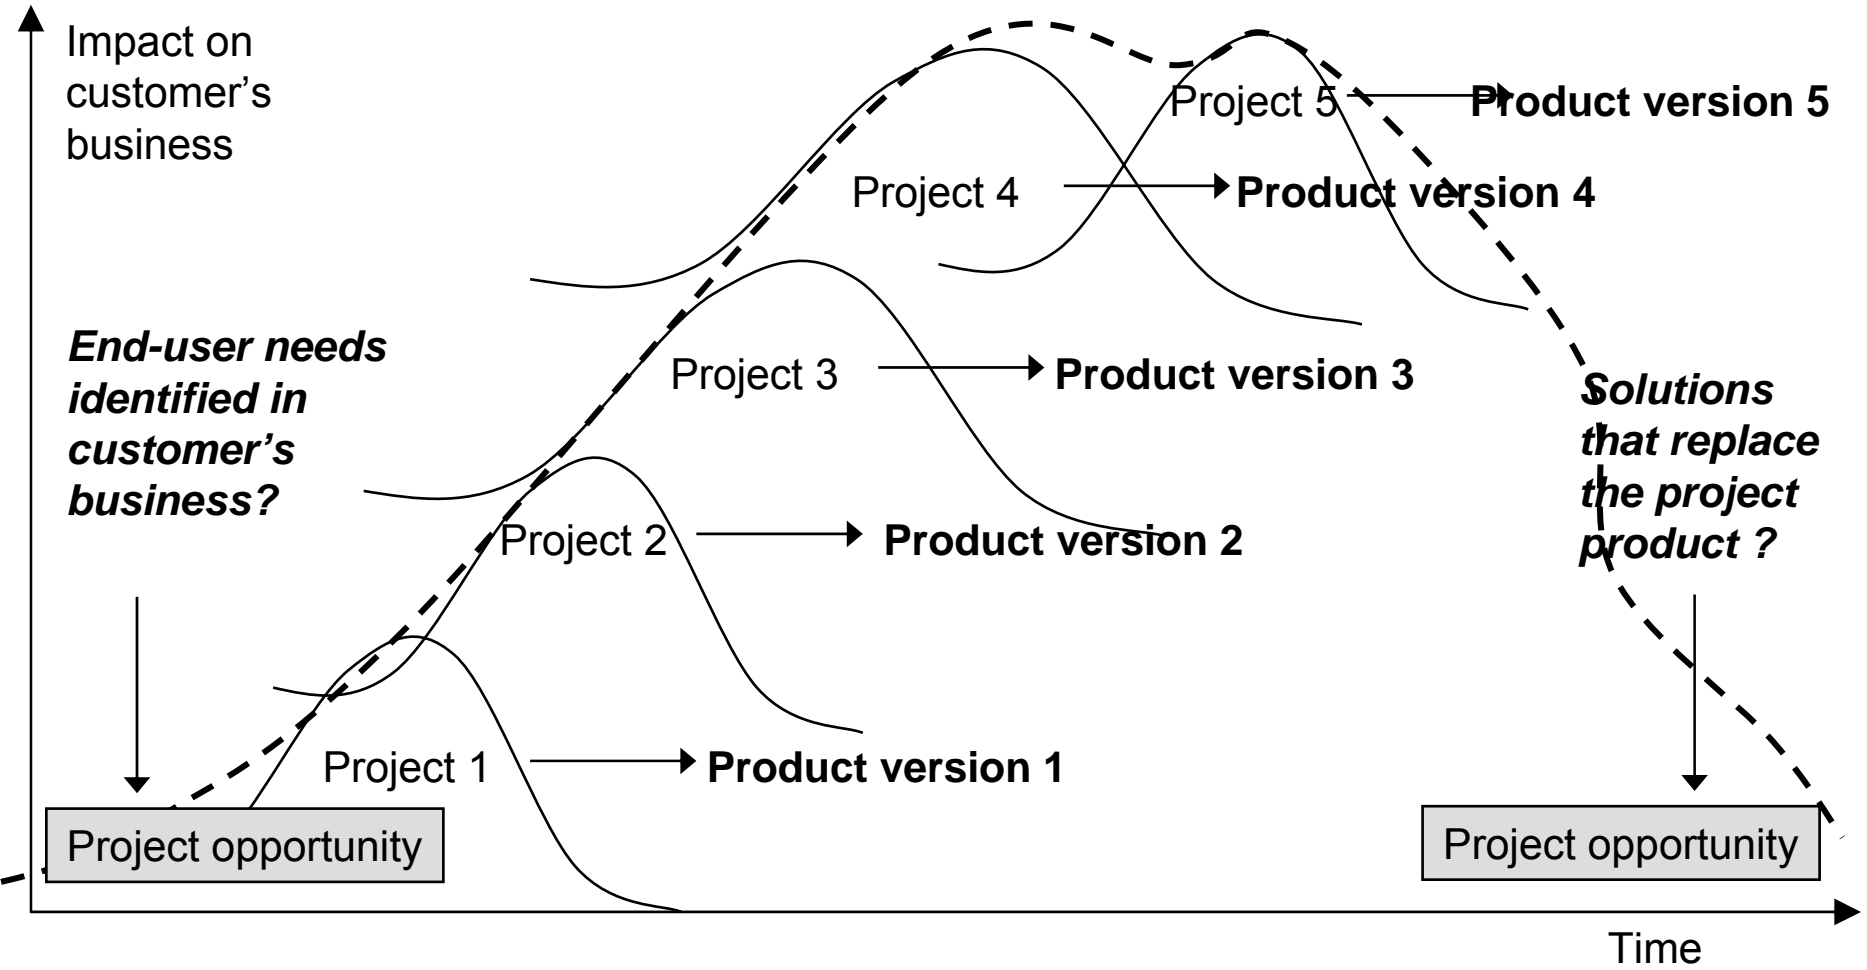 Impact on
customer’s
business
Project 5
Product version 5
Project 4
Product version 4
End-user needs
identified in
customer’s
business?
Project 3
Product version 3
Solutions
that replace
the project
product ?
Project 2
Product version 2
Project 1
Product version 1
Project opportunity
Project opportunity
Time